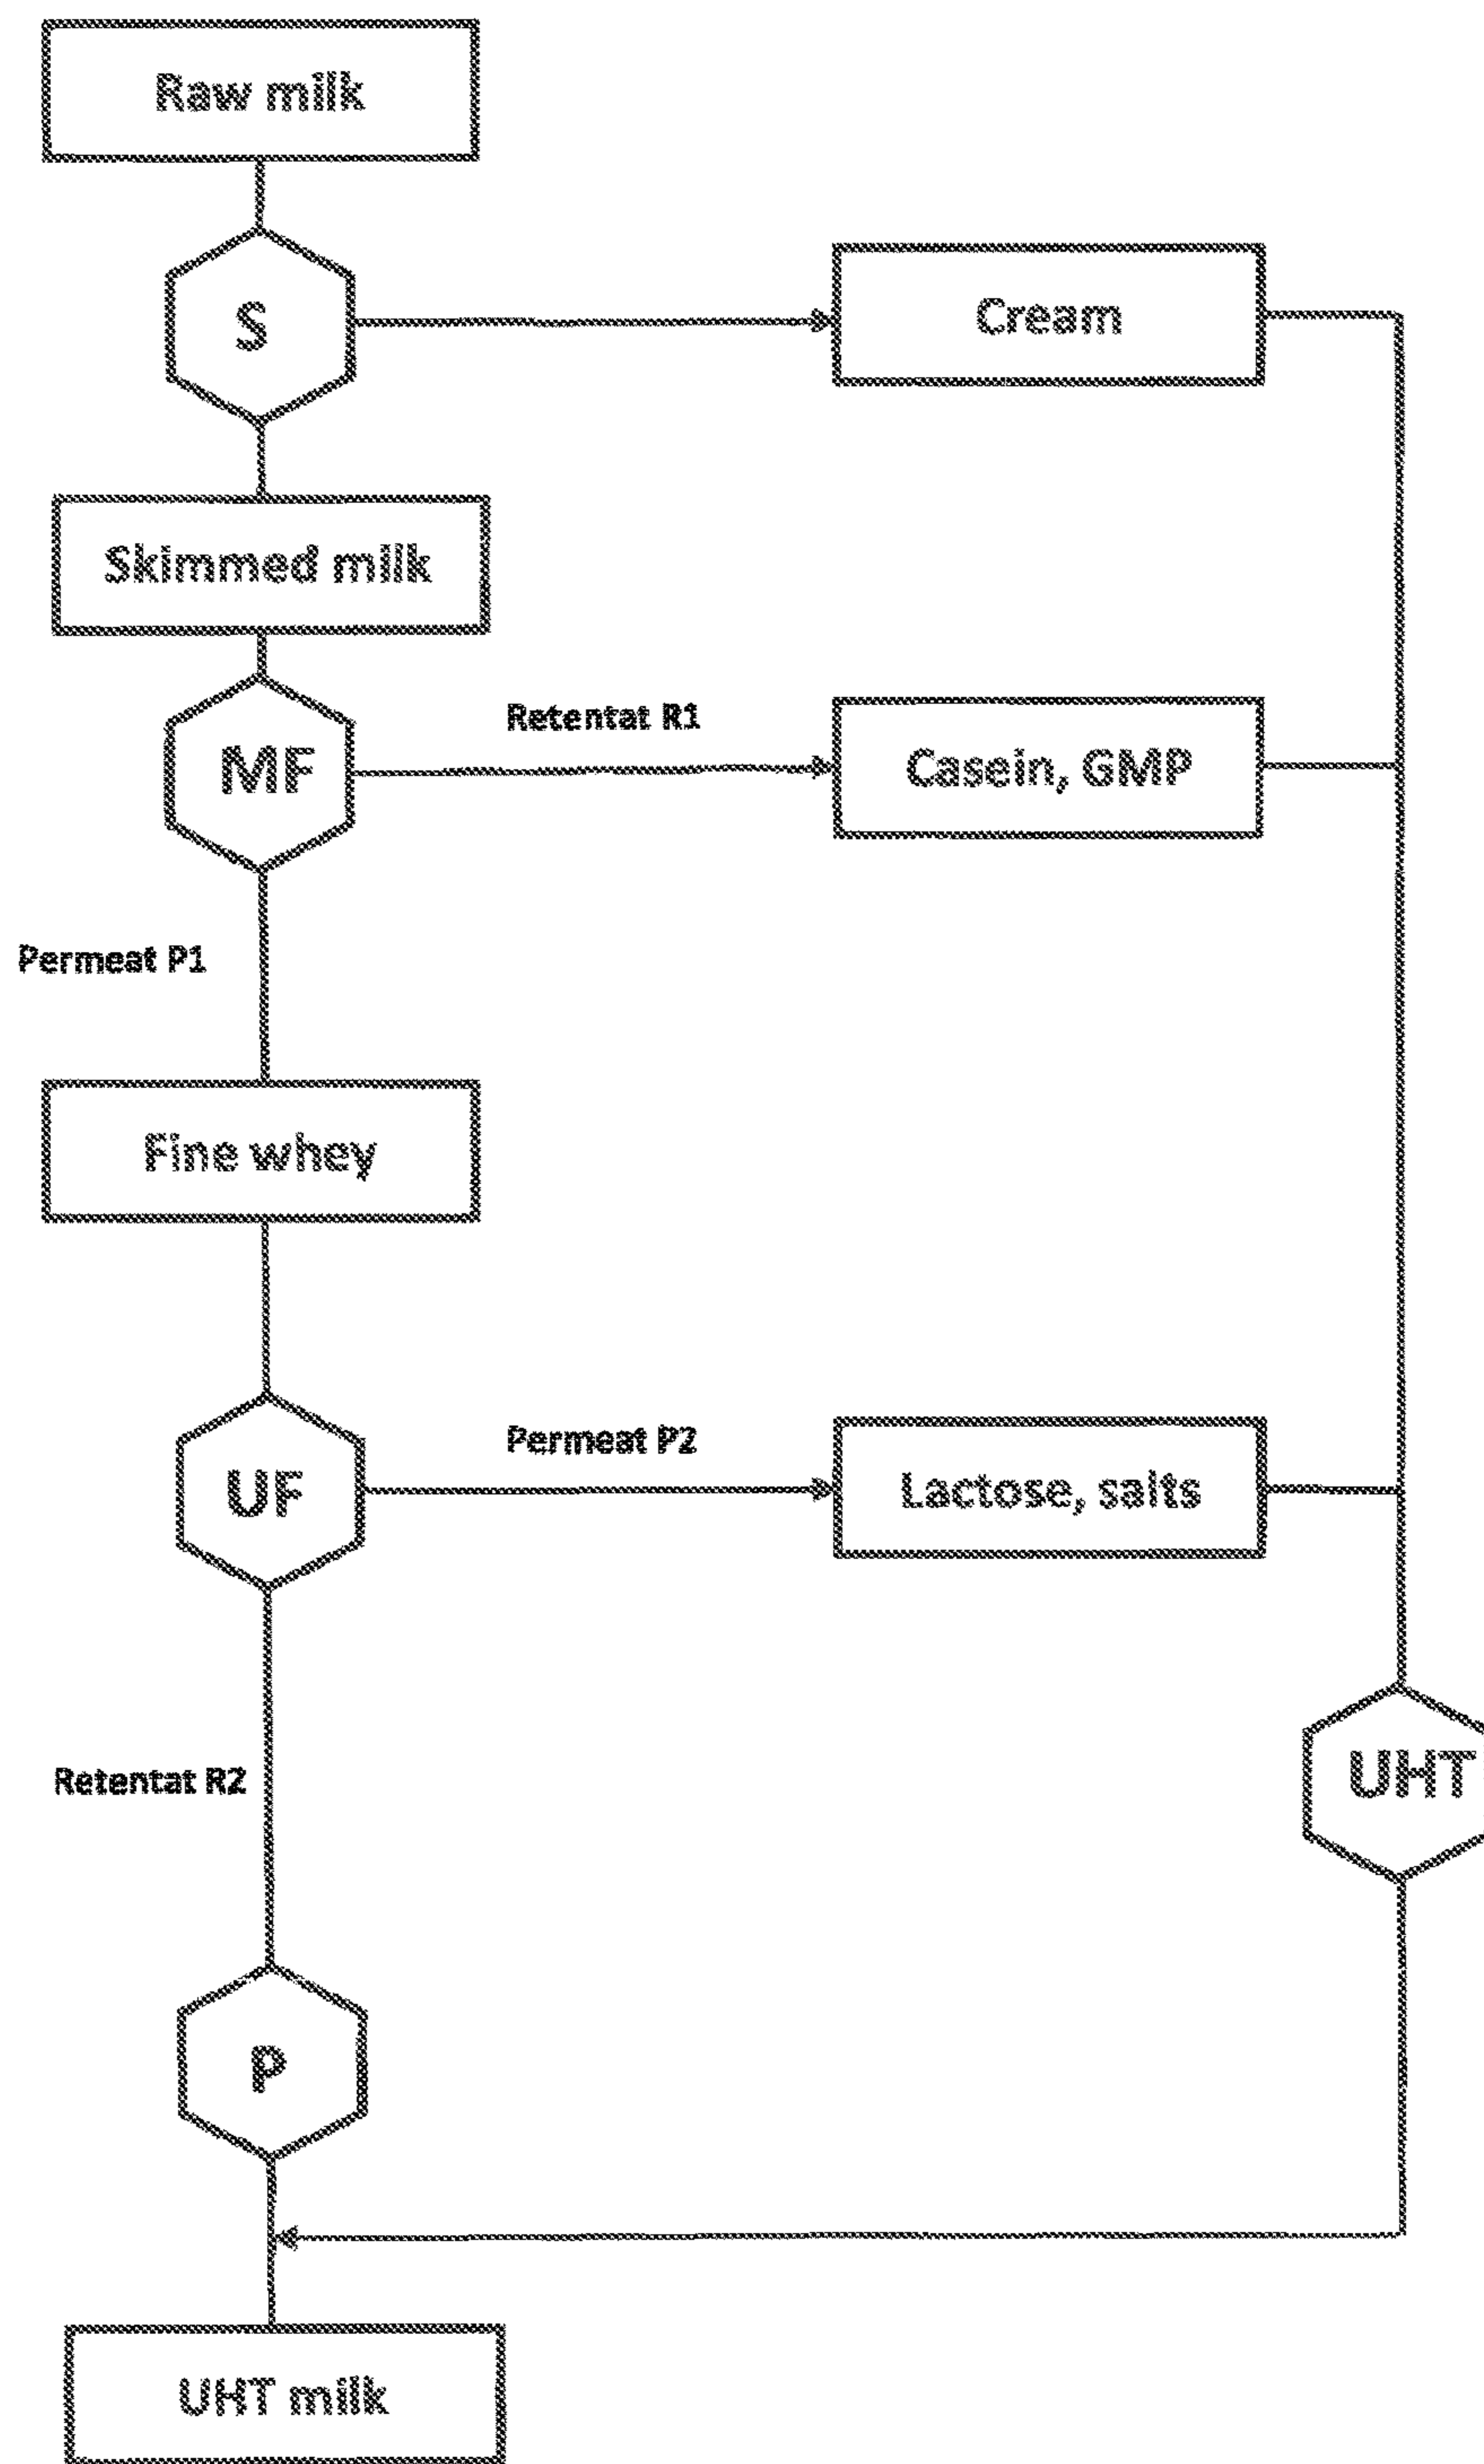 Raw milk
S
Cream
Skimmed milk
MF
Retentat R1
Casein, GMP
Permeat P1
Fine whey
UF
Permeat P2
Lactose, salts
Retentat R2
UHT
P
UHT milk